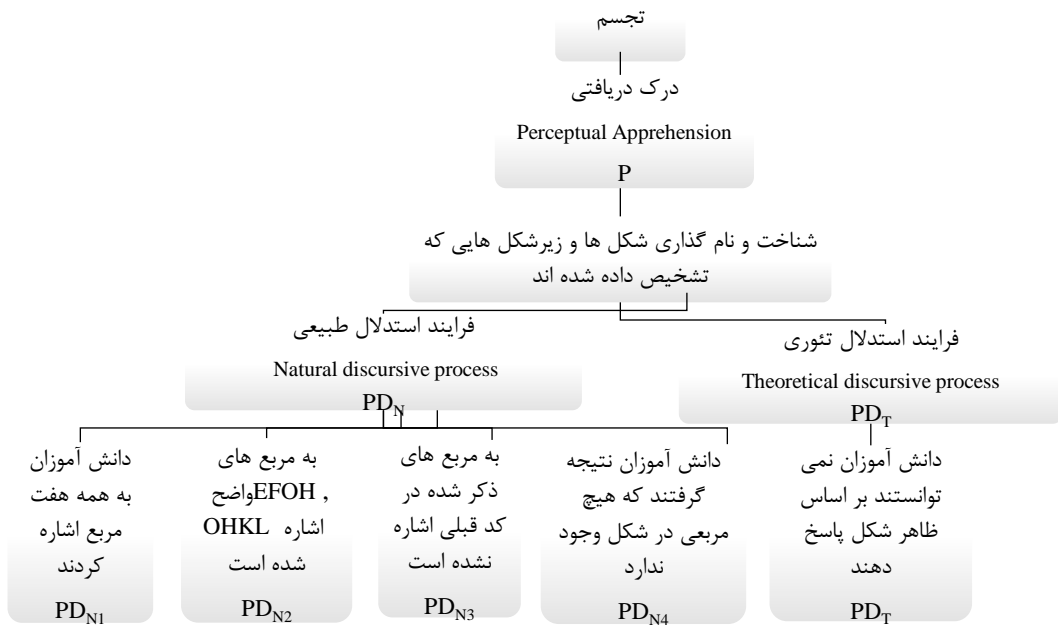 تجسم
درک دریافتی
Perceptual Apprehension
P
شناخت و نام گذاری شکل ها و زیرشکل هایی که
تشخیص داده شده اند
فرایند استدلال طبیعی
Natural discursive process
PDN
فرایند استدلال تئوری
Theoretical discursive process
PDT
دانش آموزان
به همه هفت
مربع اشاره
کردند
PDN1
به مربع های
واضحEFOH ,
OHKL اشاره
شده است
PDN2
به مربع های
ذکر شده در
کد قبلی اشاره
نشده است
PDN3
دانش آموزان نتیجه
گرفتند که هیچ
مربعی در شکل وجود
ندارد
PDN4
دانش آموزان نمی
توانستند بر اساس
ظاهر شکل پاسخ
دهند
PDT